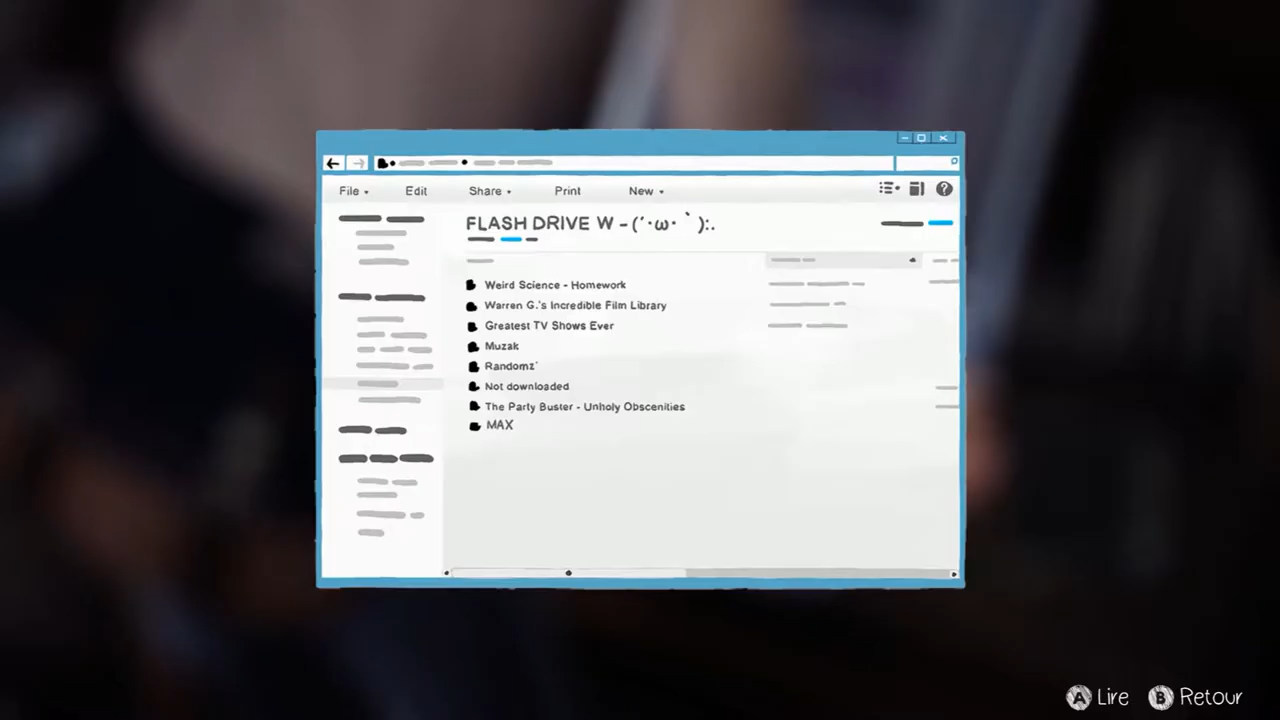 File Edit Share Print New
FLASH DRIVE W -(´･ω･`):.
Weird Science - Homework
Warren G.'s Incredible Film Library
Greatest TV Shows Ever
Muzak
Randomz'
Not downloaded
The Party Buster - Unholy Obscenities
MAX
A Lire B Retour